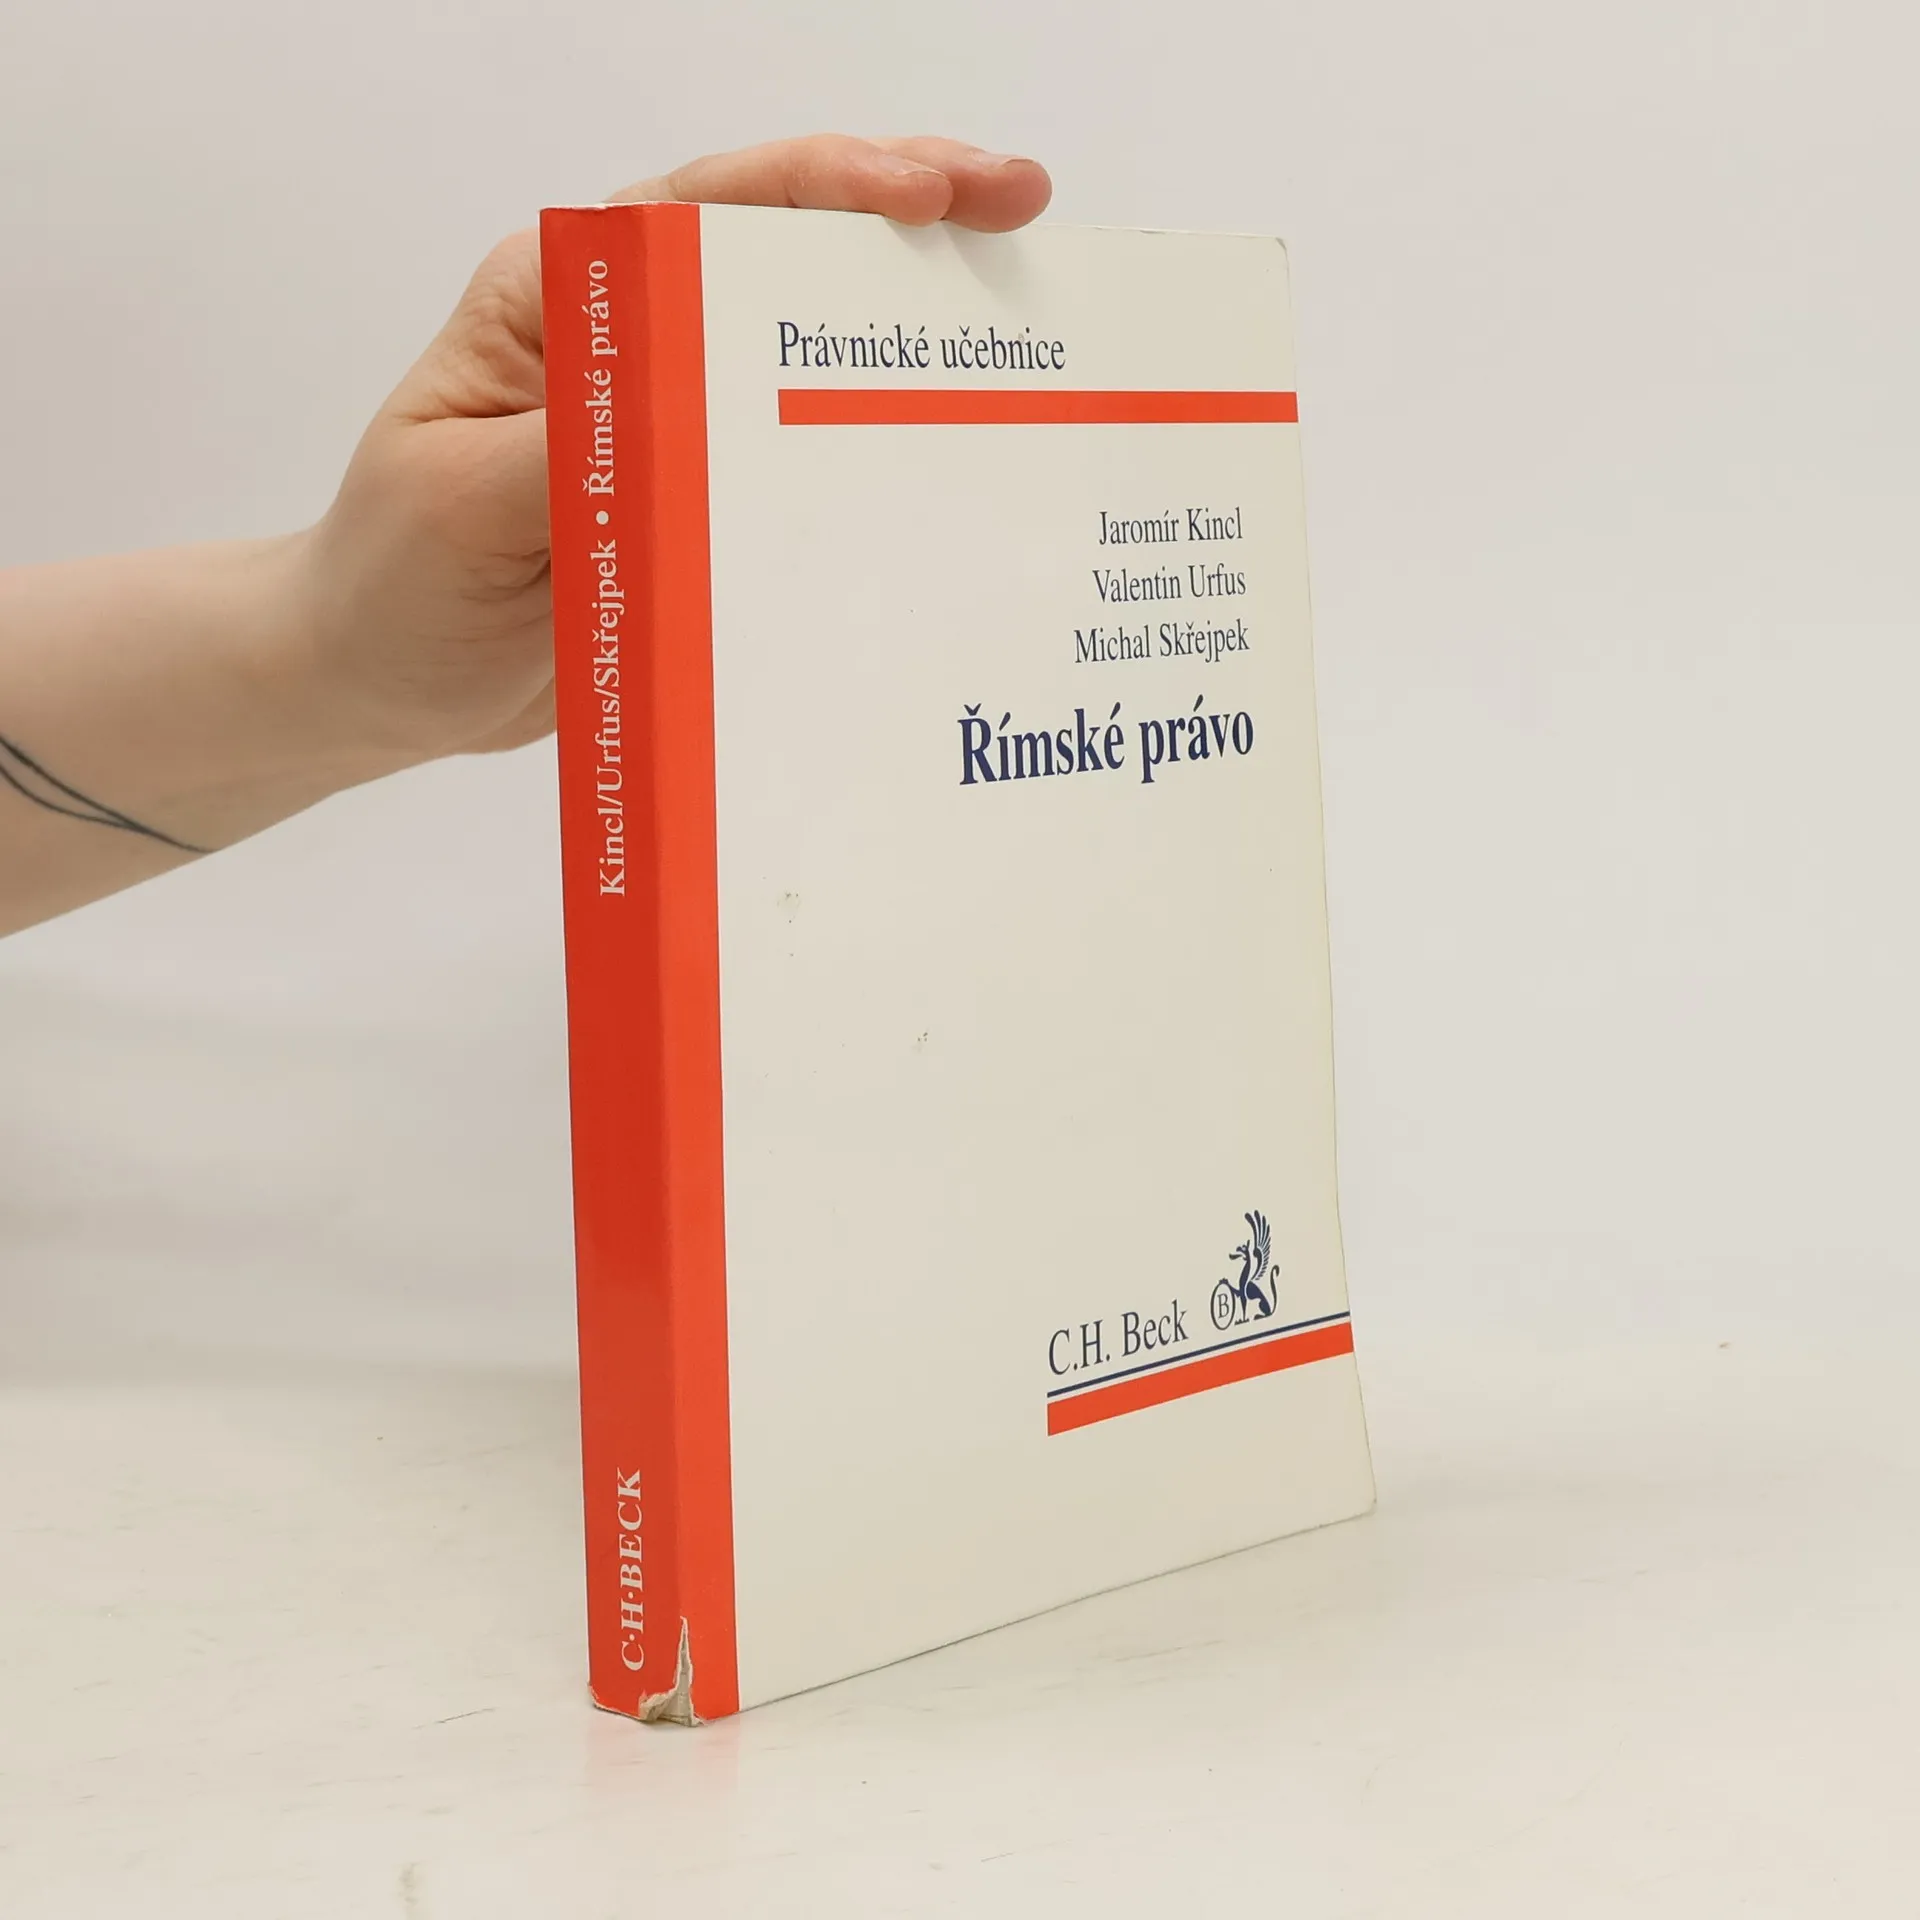 Kincl/Urfus/Skřejpek • Římské právo
C·H·BECK
Právnické učebnice
Jaromír Kincl
Valentin Urfus
Michal Skřejpek
Římské právo
C.H. Beck
B